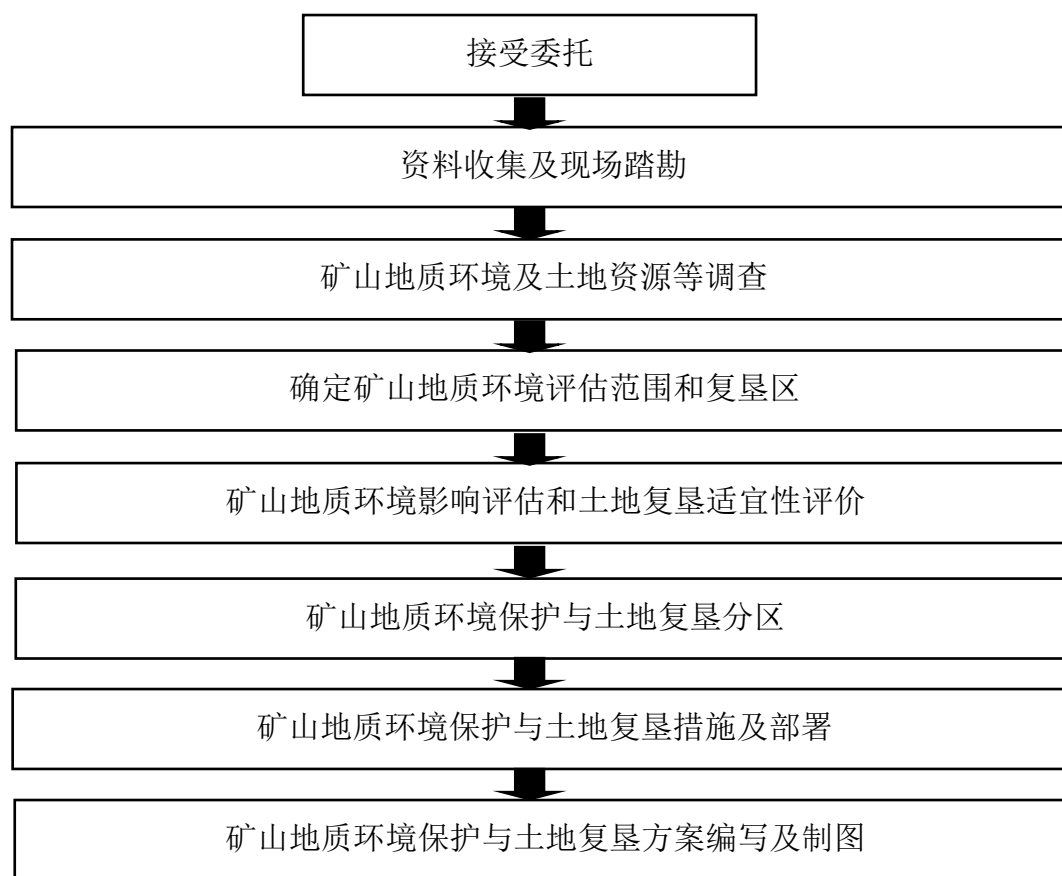 接受委托
资料收集及现场踏勘
矿山地质环境及土地资源等调查
确定矿山地质环境评估范围和复垦区
矿山地质环境影响评估和土地复垦适宜性评价
矿山地质环境保护与土地复垦分区
矿山地质环境保护与土地复垦措施及部署
矿山地质环境保护与土地复垦方案编写及制图